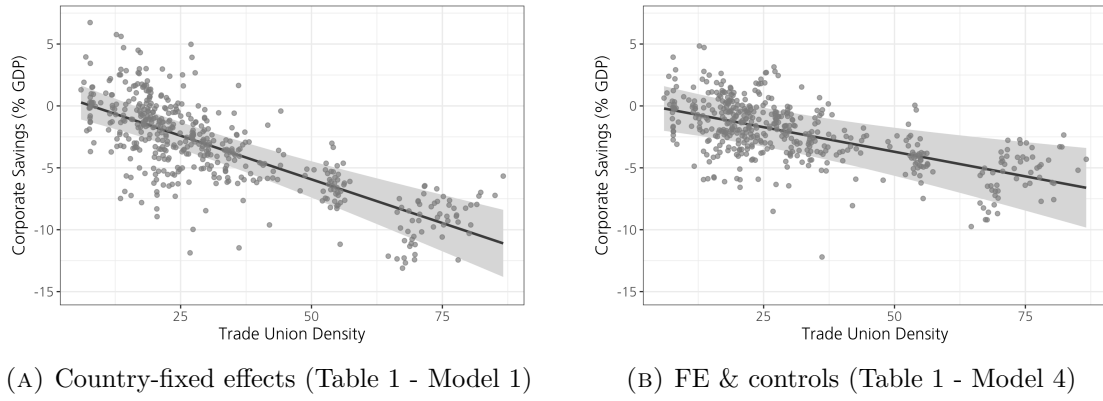 5
0
-5
-10
-15
Corporate Savings (% GDP)
25
50
75
Trade Union Density
(A) Country-fixed effects (Table 1 - Model 1)
5
0
-5
-10
-15
Corporate Savings (% GDP)
25
50
75
Trade Union Density
(B) FE & controls (Table 1 - Model 4)